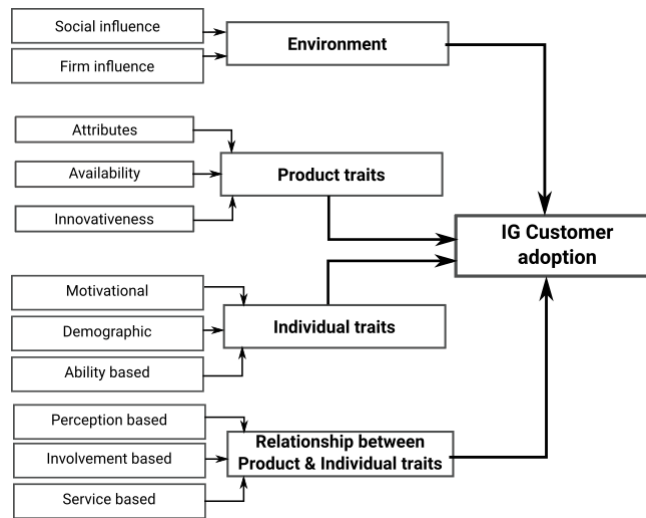 Social influence
Firm influence
Environment
Attributes
Availability
Innovativeness
Product traits
IG Customer
adoption
Motivational
Demographic
Ability based
Individual traits
Perception based
Involvement based
Service based
Relationship between
Product & Individual traits